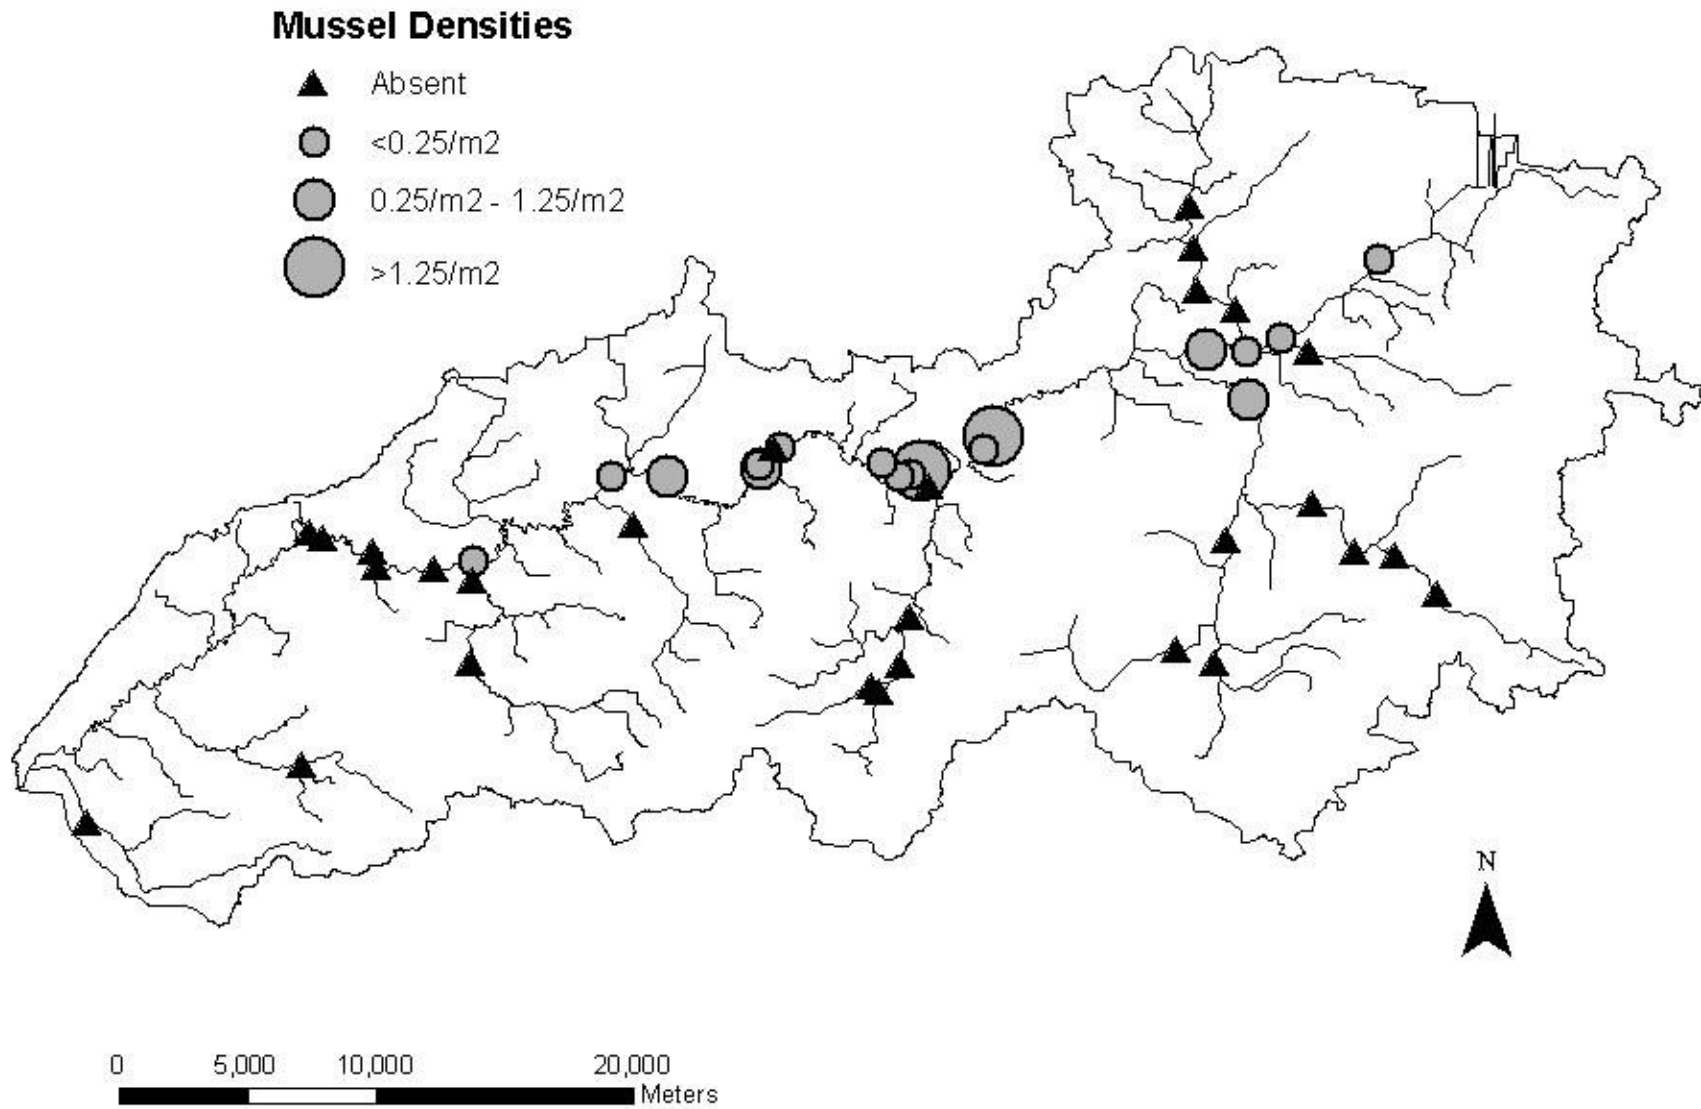 Mussel Densities
Absent
<0.25/m2
0.25/m2 - 1.25/m2
>1.25/m2
N
0 5,000 10,000 20,000
Meters